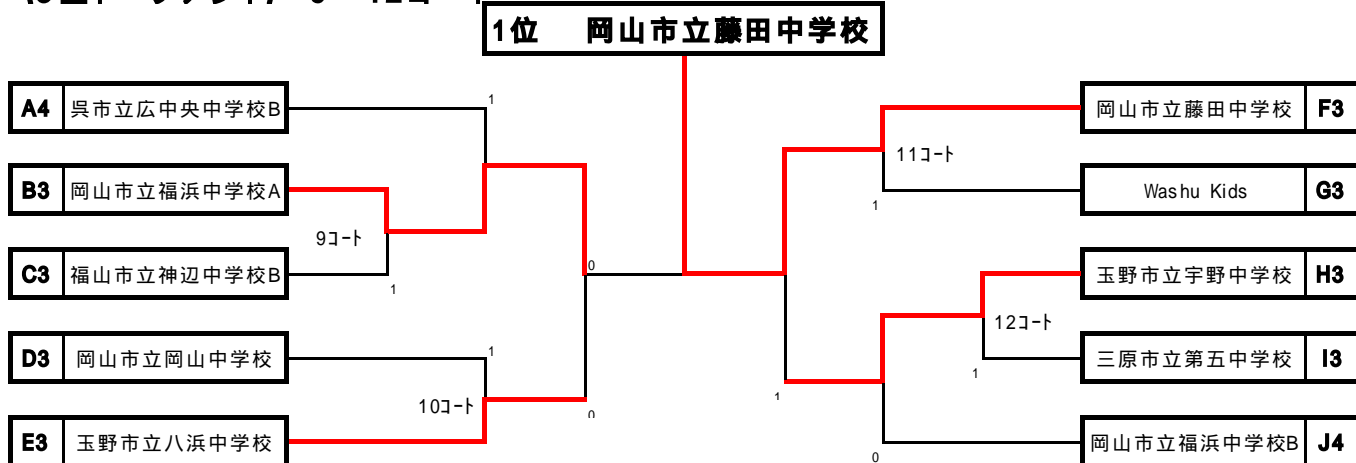 1位 岡山市立藤田中学校
A4 呉市立広中央中学校B
1
岡山市立藤田中学校 F3
11コート
B3 岡山市立福浜中学校A
Washu Kids G3
1
9コート
C3 福山市立神辺中学校B
1
0
玉野市立宇野中学校 H3
12コート
D3 岡山市立岡山中学校
1
三原市立第五中学校 I3
1
10コート
0
1
E3 玉野市立八浜中学校
岡山市立福浜中学校B J4
0